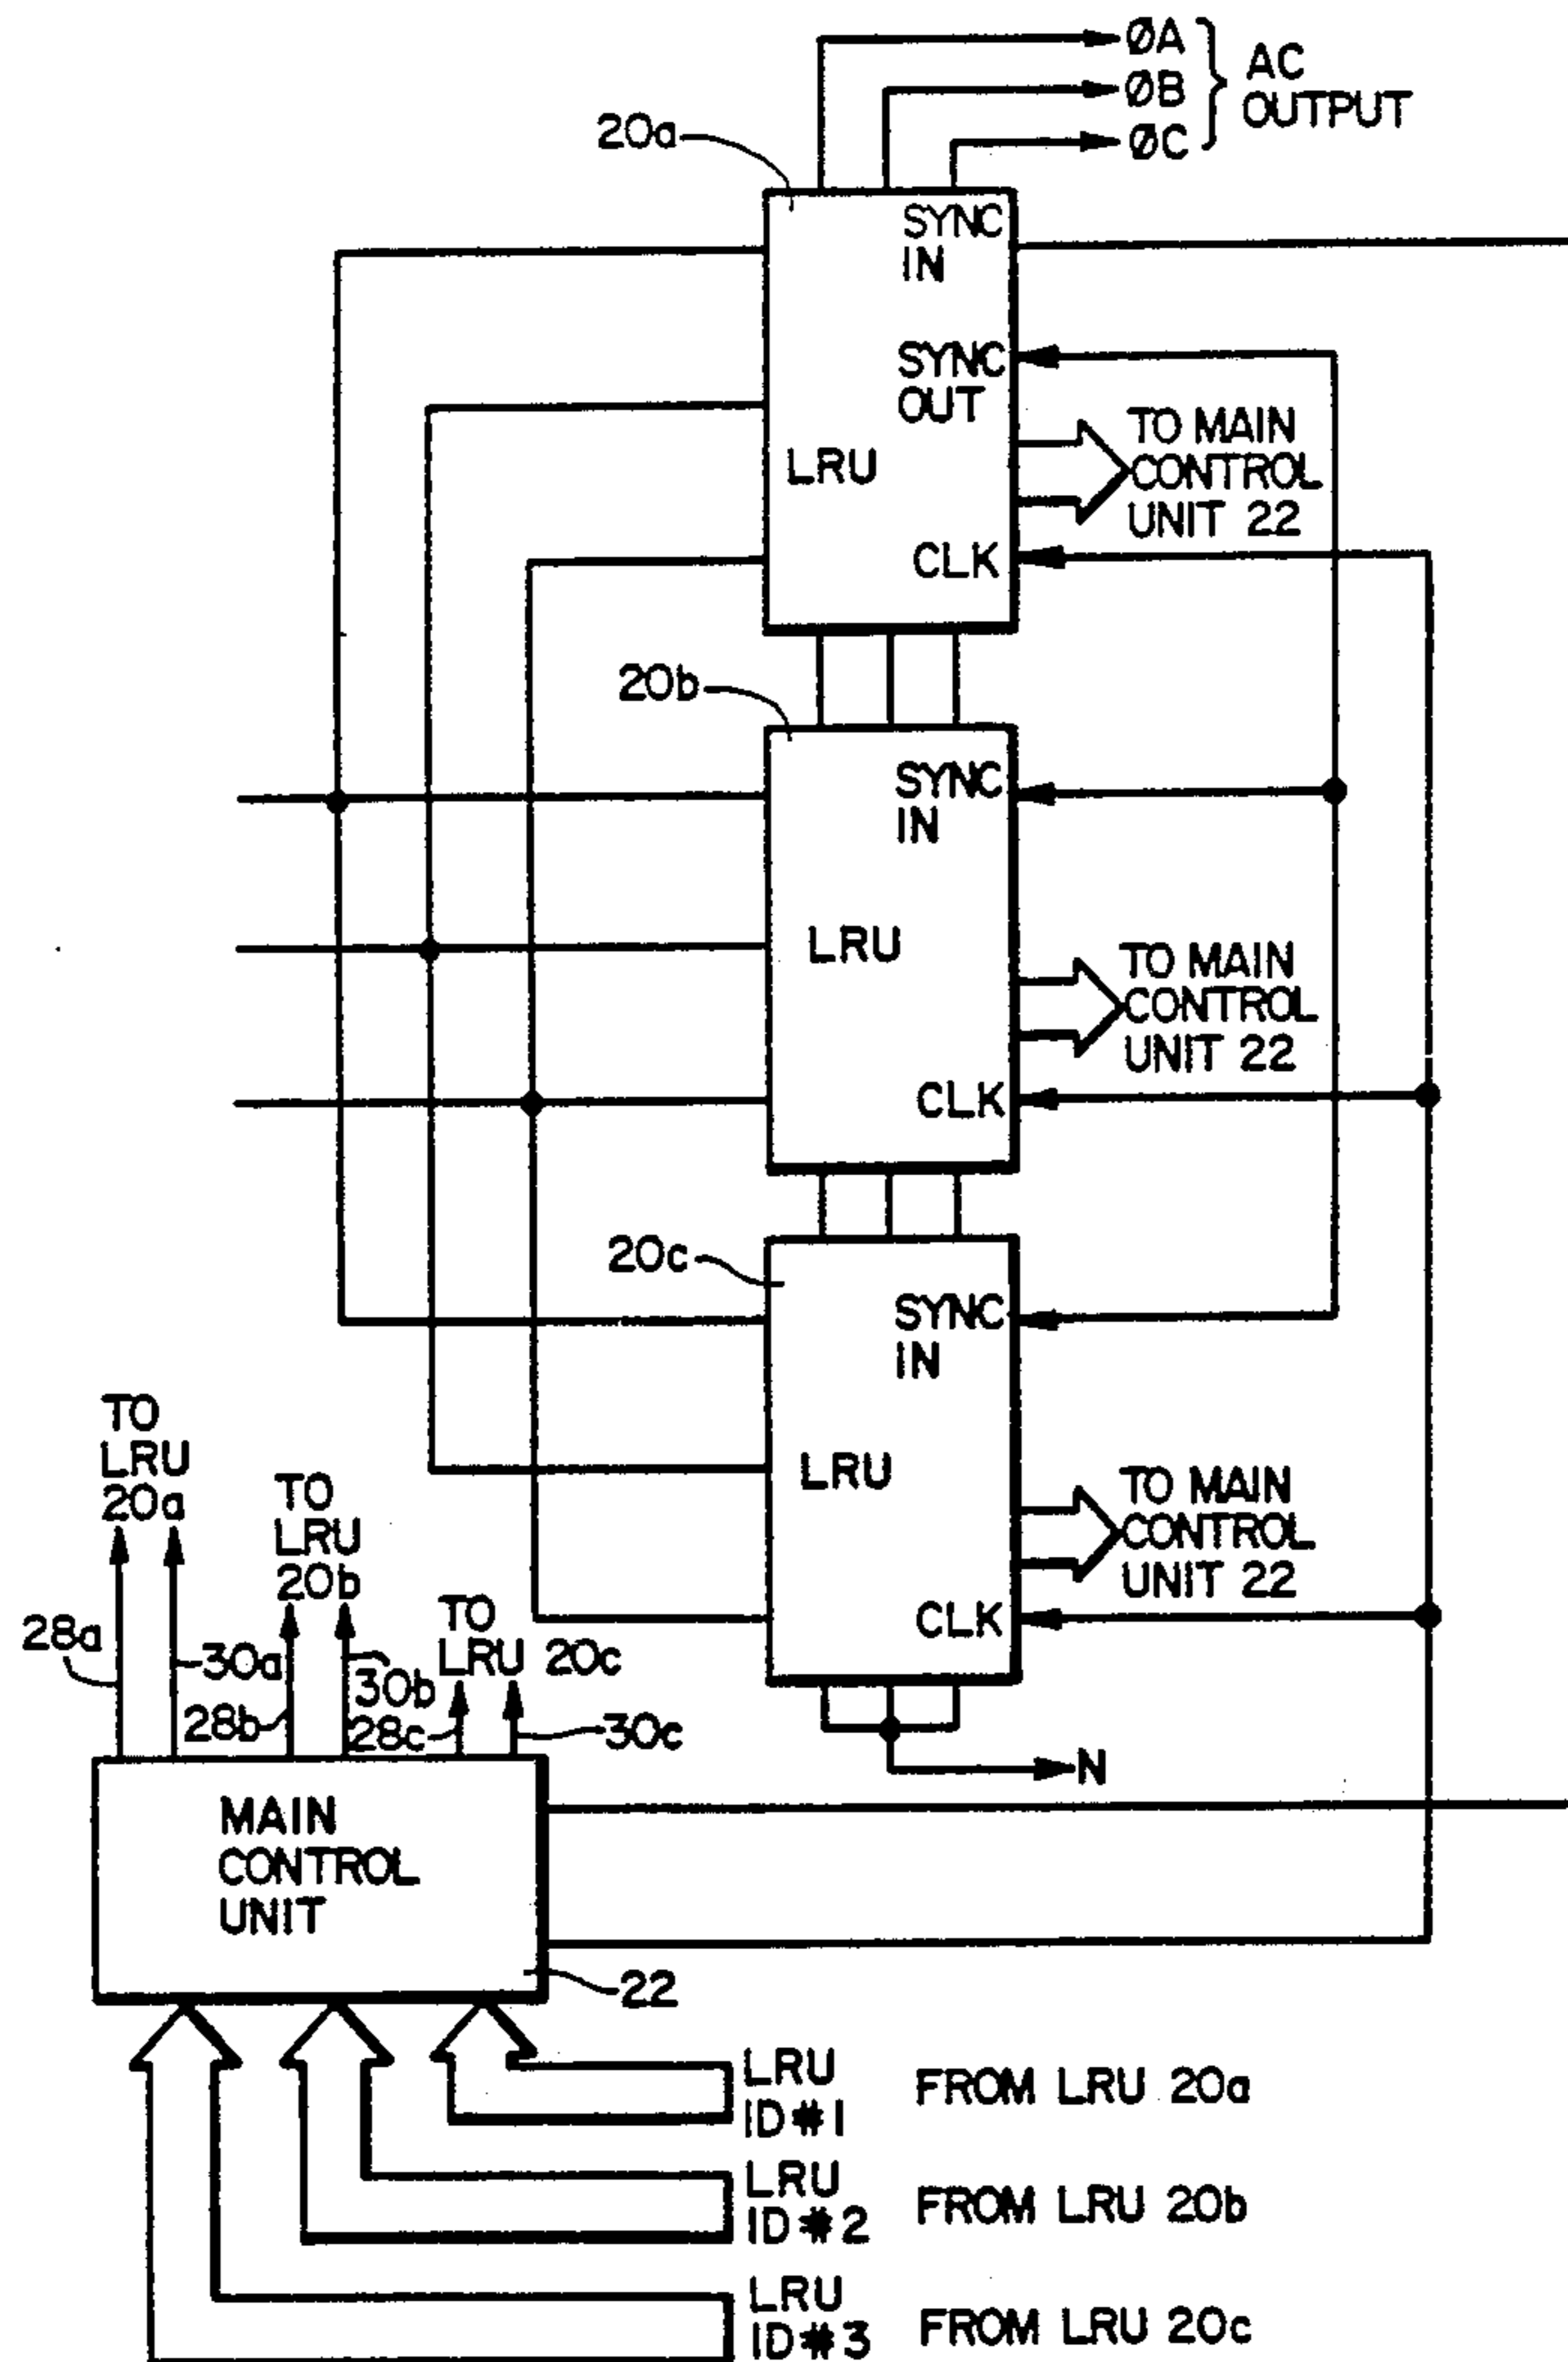 ØA
ØB
ØC
AC
OUTPUT
20a
SYNC
IN
SYNC
OUT
LRU
TO MAIN
CONTROL
UNIT 22
CLK
20b
SYNC
IN
LRU
TO MAIN
CONTROL
UNIT 22
CLK
20c
SYNC
IN
LRU
TO MAIN
CONTROL
UNIT 22
CLK
N
TO
LRU
20a
TO
LRU
20b
TO
LRU 20c
28a
30a
28b
30b
28c
30c
MAIN
CONTROL
UNIT
22
LRU
ID#1
FROM LRU 20a
LRU
ID#2
FROM LRU 20b
LRU
ID#3
FROM LRU 20c